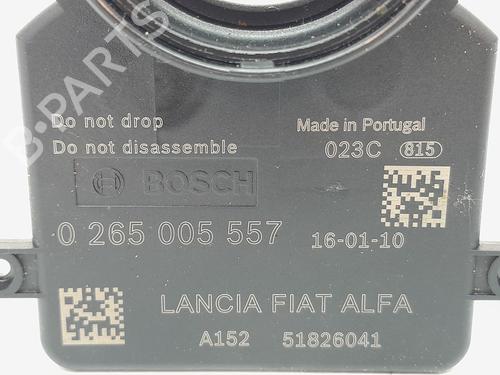 Do not drop
Do not disassemble
Made in Portugal
023C 815
BOSCH
0 265 005 557
16-01-10
LANCIA FIAT ALFA
A152 51826041
B-PARTS